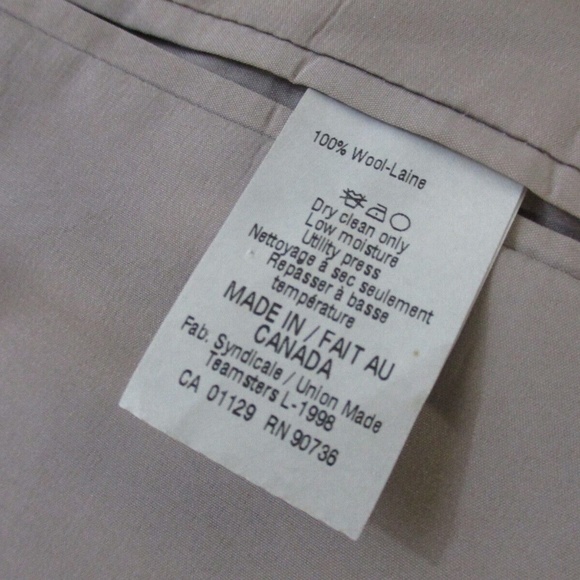 100% Wool-Laine
Dry clean only
Low moisture
Utility press
Nettoyage à sec seulement
Repasser à basse
température
MADE IN / FAIT AU
CANADA
Fab. Syndicale / Union Made
Teamsters L-1998
CA 01129 RN 90736